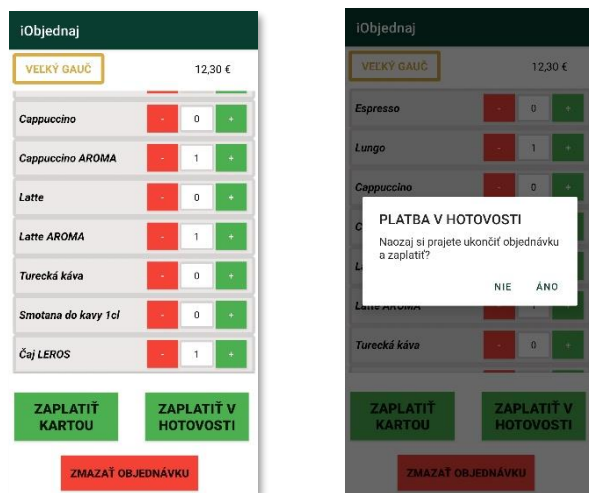 iObjednaj
VEĽKÝ GAUČ 12,30 €
Cappuccino - 0 +
Cappuccino AROMA - 1 +
Latte - 0 +
Latte AROMA - 1 +
Turecká káva - 0 +
Smotana do kavy 1cl - 0 +
Čaj LEROS - 1 +
ZAPLATIŤ
KARTOU
ZAPLATIŤ V
HOTOVOSTI
ZMAZAŤ OBJEDNÁVKU
iObjednaj
VEĽKÝ GAUČ 12,30 €
Espresso - 0 +
Lungo - 1 +
Cappuccino - 0 +
PLATBA V HOTOVOSTI
Naozaj si prajete ukončiť objednávku
a zaplatiť?
NIE ÁNO
Latte AROMA - 1 +
Turecká káva - 0 +
ZAPLATIŤ
KARTOU
ZAPLATIŤ V
HOTOVOSTI
ZMAZAŤ OBJEDNÁVKU